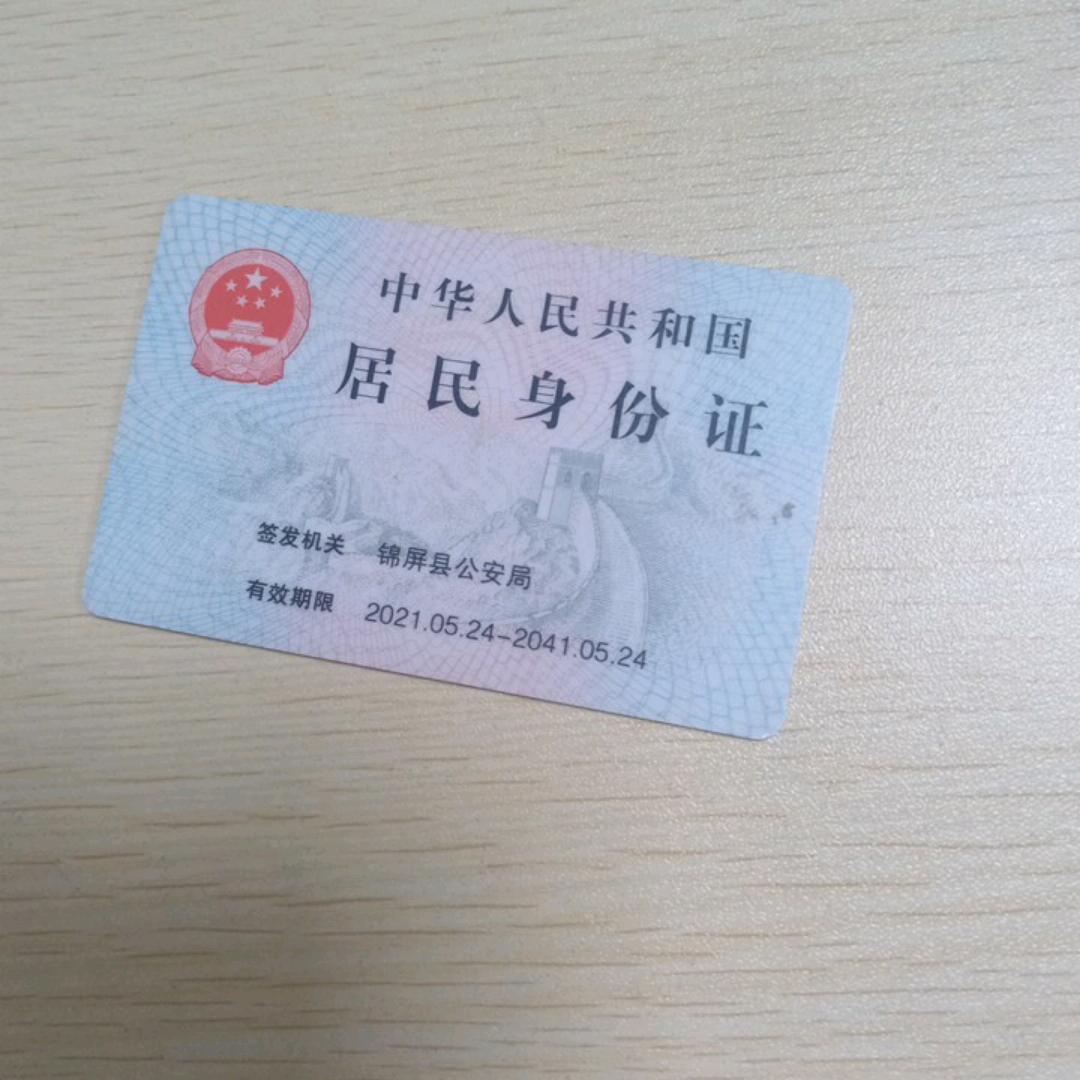 中华人民共和国
居民身份证
签发机关 锦屏县公安局
有效期限 2021.05.24-2041.05.24